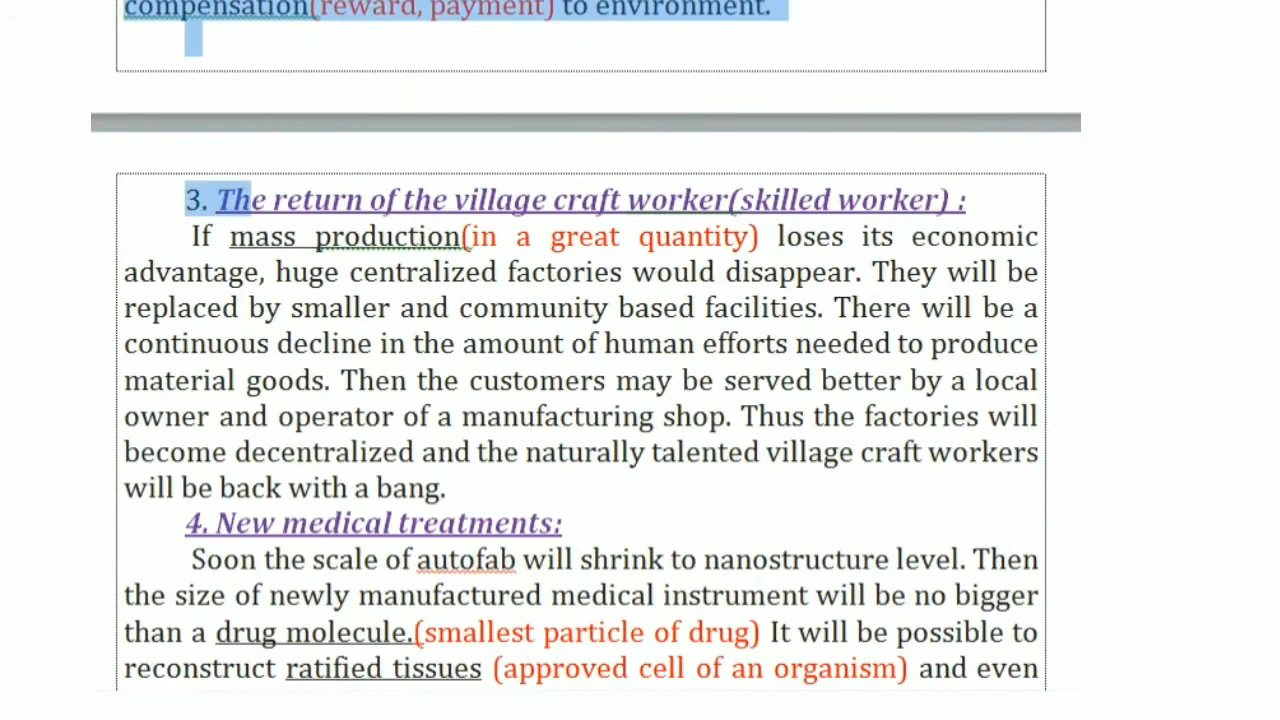 compensation(reward, payment) to environment.
3. The return of the village craft worker(skilled worker) :
If mass production(in a great quantity) loses its economic
advantage, huge centralized factories would disappear. They will be
replaced by smaller and community based facilities. There will be a
continuous decline in the amount of human efforts needed to produce
material goods. Then the customers may be served better by a local
owner and operator of a manufacturing shop. Thus the factories will
become decentralized and the naturally talented village craft workers
will be back with a bang.
4. New medical treatments:
Soon the scale of autofab will shrink to nanostructure level. Then
the size of newly manufactured medical instrument will be no bigger
than a drug molecule.(smallest particle of drug) It will be possible to
reconstruct ratified tissues (approved cell of an organism) and even